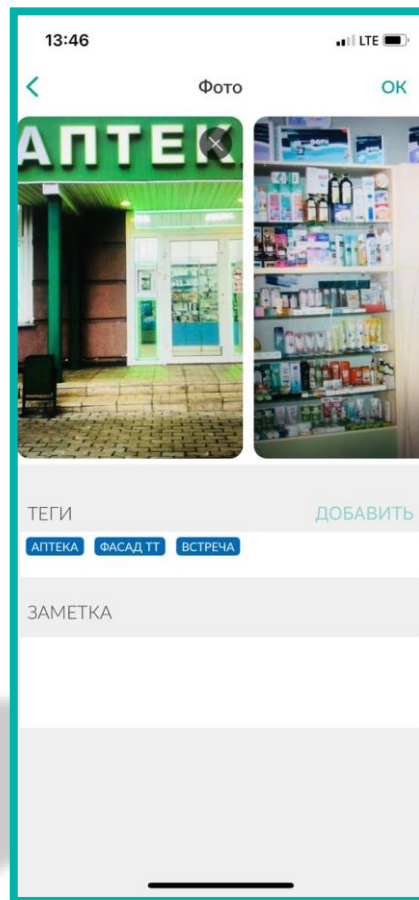 13:46 LTE
Фото OK
АПТЕК
ТЕГИ ДОБАВИТЬ
АПТЕКА ФАСАД ТТ ВСТРЕЧА
ЗАМЕТКА